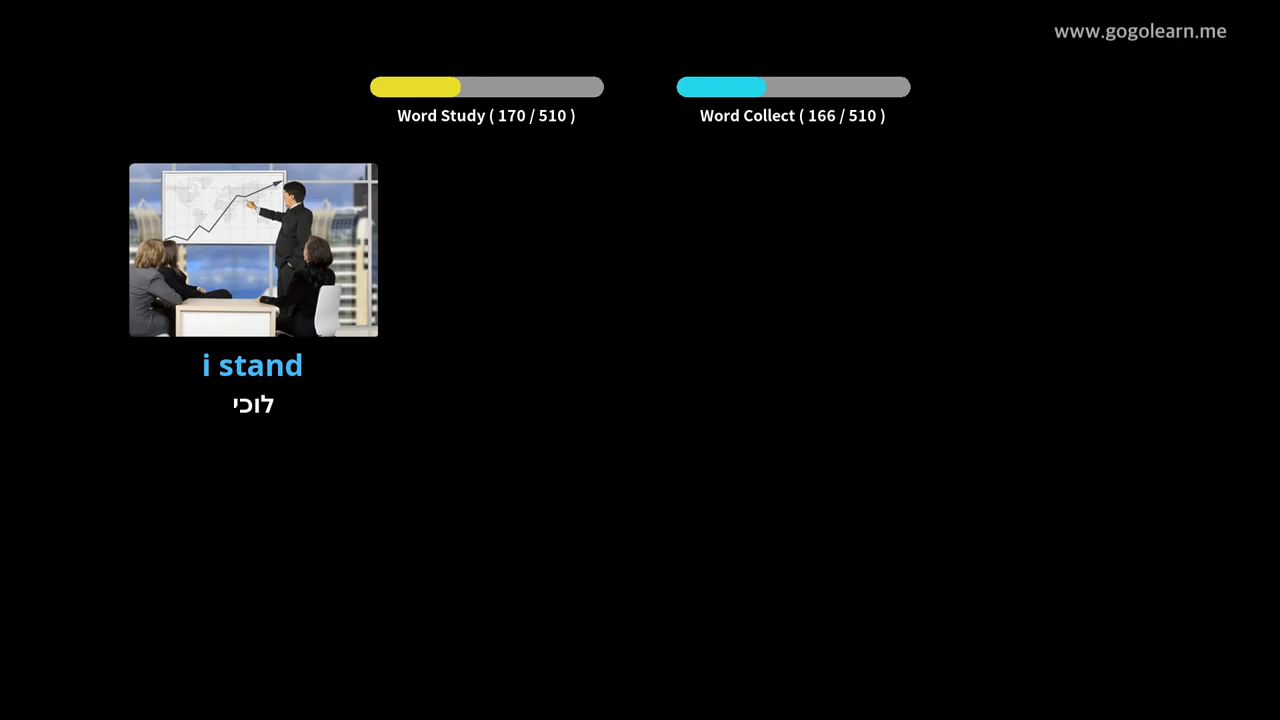 www.gogolearn.me
Word Study ( 170 / 510 )
Word Collect ( 166 / 510 )
i stand
לוכי